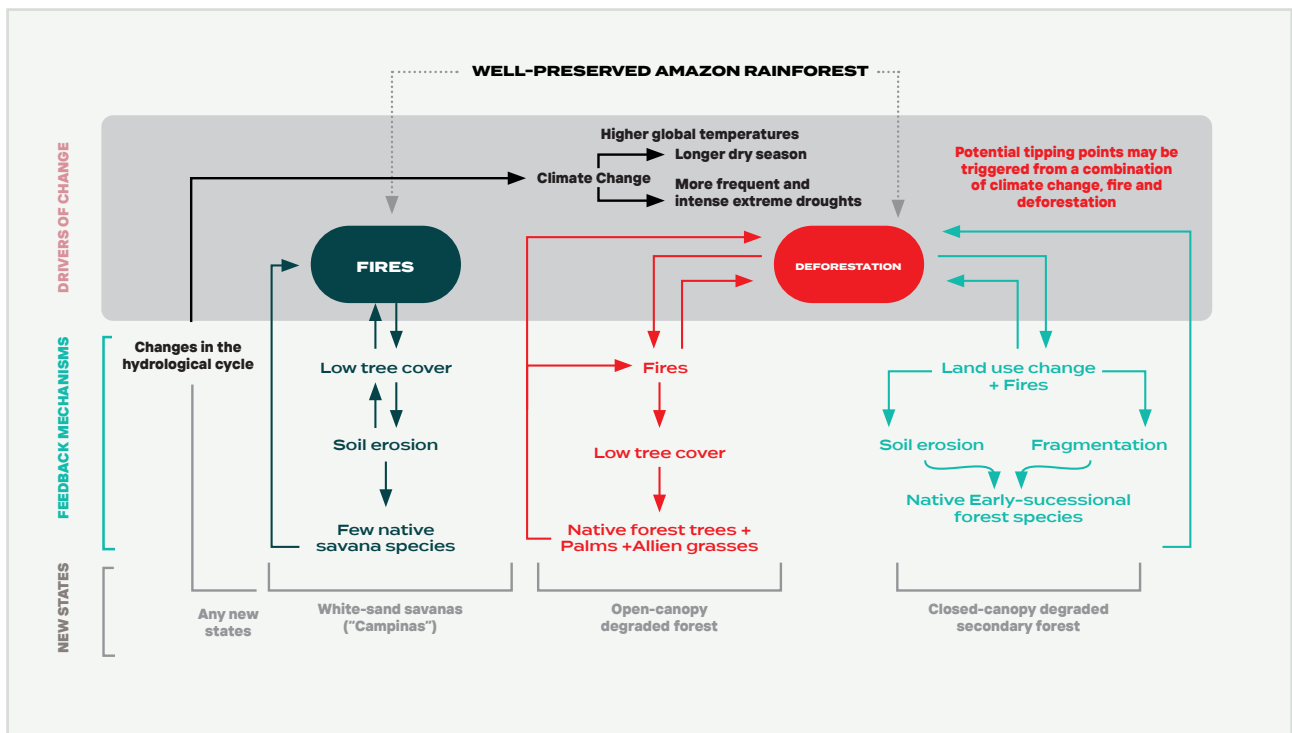 WELL-PRESERVED AMAZON RAINFOREST
DRIVERS OF CHANGE
Higher global temperatures
Longer dry season
Climate Change
More frequent and
intense extreme droughts
Potential tipping points may be
triggered from a combination
of climate change, fire and
deforestation
FIRES
DEFORESTATION
FEEDBACK MECHANISMS
Changes in the
hydrological cycle
Low tree cover
Soil erosion
Few native
savana species
Fires
Low tree cover
Native forest trees +
Palms +Allien grasses
Land use change
+ Fires
Soil erosion
Fragmentation
Native Early-sucessional
forest species
NEW STATES
Any new
states
White-sand savanas
("Campinas")
Open-canopy
degraded forest
Closed-canopy degraded
secondary forest